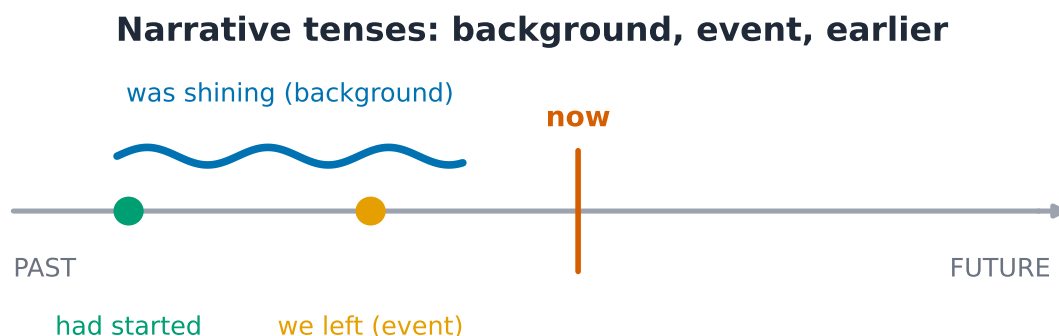 Narrative tenses: background, event, earlier
was shining (background)
now
PAST
FUTURE
had started
we left (event)